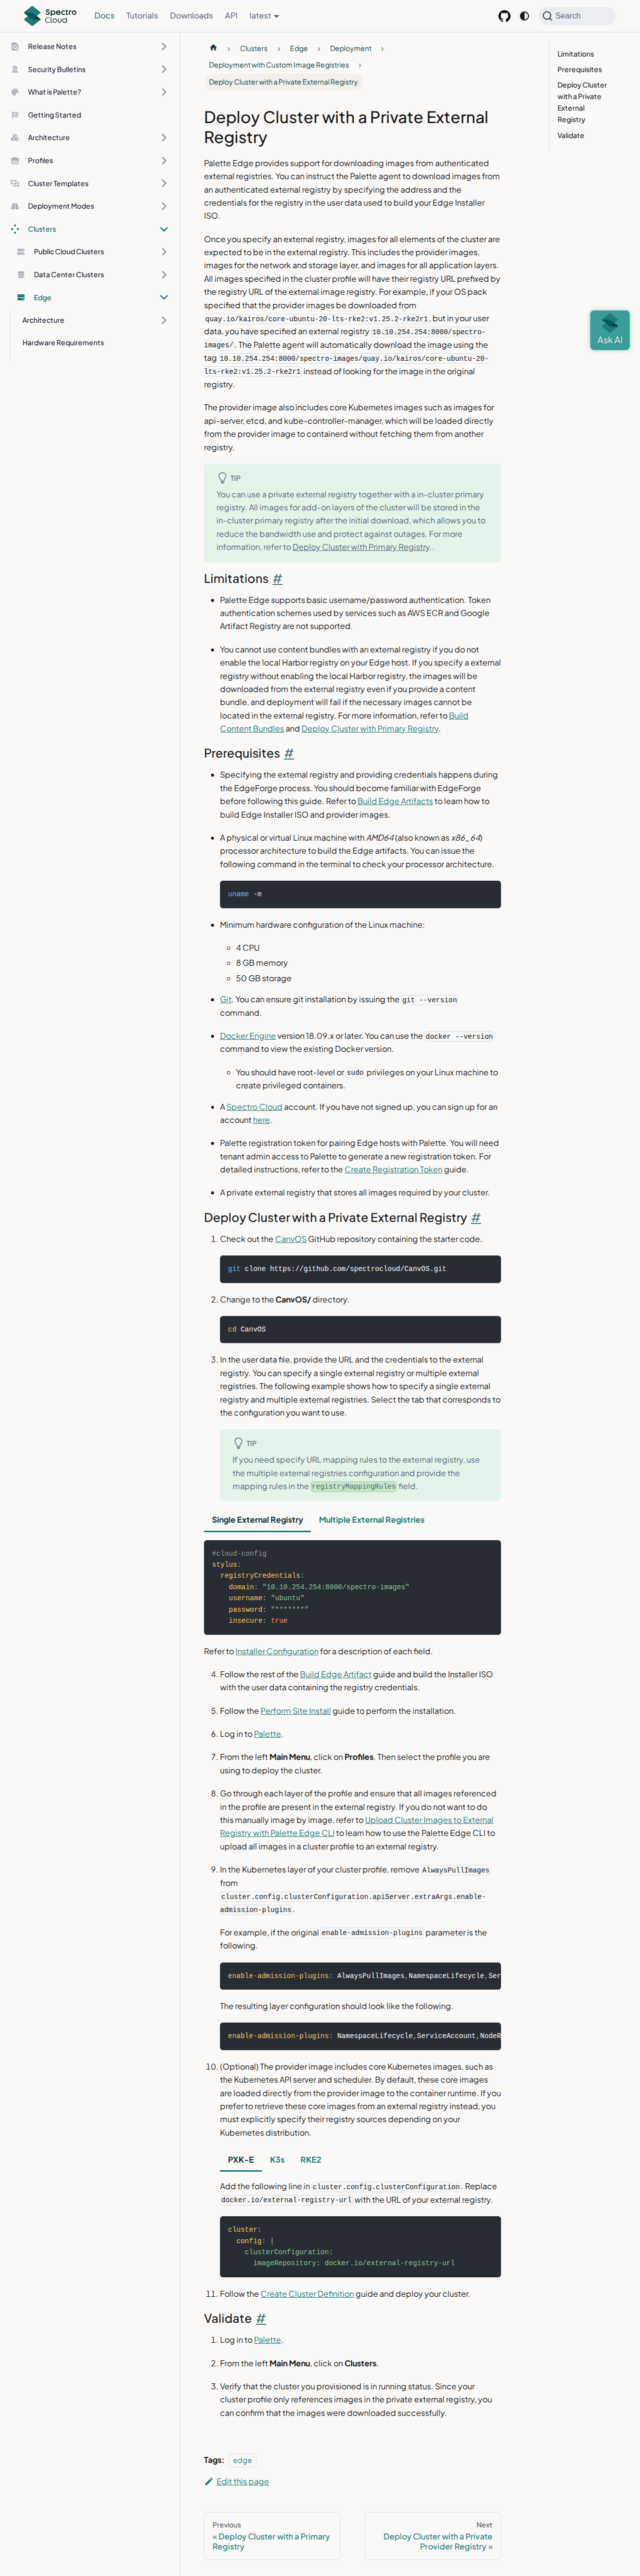 Spectro Cloud
Docs
Tutorials
Downloads
API
latest
Search
Release Notes
Security Bulletins
What is Palette?
Getting Started
Architecture
Profiles
Cluster Templates
Deployment Modes
Clusters
Public Cloud Clusters
Data Center Clusters
Edge
Architecture
Hardware Requirements
Clusters
Edge
Deployment
Deployment with Custom Image Registries
Deploy Cluster with a Private External Registry
Limitations
Prerequisites
Deploy Cluster
with a Private
External
Registry
Validate
Ask AI
Deploy Cluster with a Private External
Registry
Palette Edge provides support for downloading images from authenticated
external registries. You can instruct the Palette agent to download images from
an authenticated external registry by specifying the address and the
credentials for the registry in the user data used to build your Edge Installer
ISO.
Once you specify an external registry, images for all elements of the cluster are
expected to be in the external registry. This includes the provider images,
images for the network and storage layer, and images for all application layers.
All images specified in the cluster profile will have their registry URL prefixed by
the registry URL of the external image registry. For example, if your OS pack
specified that the provider images be downloaded from
quay.io/kairos/core-ubuntu-20-lts-rke2:v1.25.2-rke2r1, but in your user
data, you have specified an external registry 10.10.254.254:8000/spectro-
images/. The Palette agent will automatically download the image using the
tag 10.10.254.254:8000/spectro-images/quay.io/kairos/core-ubuntu-20-
lts-rke2:v1.25.2-rke2r1 instead of looking for the image in the original
registry.
The provider image also includes core Kubernetes images such as images for
api-server, etcd, and kube-controller-manager, which will be loaded directly
from the provider image to containerd without fetching them from another
registry.
TIP
You can use a private external registry together with a in-cluster primary
registry. All images for add-on layers of the cluster will be stored in the
in-cluster primary registry after the initial download, which allows you to
reduce the bandwidth use and protect against outages. For more
information, refer to Deploy Cluster with Primary Registry..
Limitations #
• Palette Edge supports basic username/password authentication. Token
authentication schemes used by services such as AWS ECR and Google
Artifact Registry are not supported.
• You cannot use content bundles with an external registry if you do not
enable the local Harbor registry on your Edge host. If you specify a external
registry without enabling the local Harbor registry, the images will be
downloaded from the external registry even if you provide a content
bundle, and deployment will fail if the necessary images cannot be
located in the external registry. For more information, refer to Build
Content Bundles and Deploy Cluster with Primary Registry.
Prerequisites #
• Specifying the external registry and providing credentials happens during
the EdgeForge process. You should become familiar with EdgeForge
before following this guide. Refer to Build Edge Artifacts to learn how to
build Edge Installer ISO and provider images.
• A physical or virtual Linux machine with AMD64 (also known as x86_64)
processor architecture to build the Edge artifacts. You can issue the
following command in the terminal to check your processor architecture.
uname -m
• Minimum hardware configuration of the Linux machine:
◦ 4 CPU
◦ 8 GB memory
◦ 50 GB storage
• Git. You can ensure git installation by issuing the git --version
command.
• Docker Engine version 18.09.x or later. You can use the docker --version
command to view the existing Docker version.
◦ You should have root-level or sudo privileges on your Linux machine to
create privileged containers.
• A Spectro Cloud account. If you have not signed up, you can sign up for an
account here.
• Palette registration token for pairing Edge hosts with Palette. You will need
tenant admin access to Palette to generate a new registration token. For
detailed instructions, refer to the Create Registration Token guide.
• A private external registry that stores all images required by your cluster.
Deploy Cluster with a Private External Registry #
1. Check out the CanvOS GitHub repository containing the starter code.
git clone https://github.com/spectrocloud/CanvOS.git
2. Change to the CanvOS/ directory.
cd CanvOS
3. In the user data file, provide the URL and the credentials to the external
registry. You can specify a single external registry or multiple external
registries. The following example shows how to specify a single external
registry and multiple external registries. Select the tab that corresponds to
the configuration you want to use.
TIP
If you need specify URL mapping rules to the external registry, use
the multiple external registries configuration and provide the
mapping rules in the registryMappingRules field.
Single External Registry
Multiple External Registries
#cloud-config
stylus:
registryCredentials:
domain: "10.10.254.254:8000/spectro-images"
username: "ubuntu"
password: "*******"
insecure: true
Refer to Installer Configuration for a description of each field.
4. Follow the rest of the Build Edge Artifact guide and build the Installer ISO
with the user data containing the registry credentials.
5. Follow the Perform Site Install guide to perform the installation.
6. Log in to Palette.
7. From the left Main Menu, click on Profiles. Then select the profile you are
using to deploy the cluster.
8. Go through each layer of the profile and ensure that all images referenced
in the profile are present in the external registry. If you do not want to do
this manually image by image, refer to Upload Cluster Images to External
Registry with Palette Edge CLI to learn how to use the Palette Edge CLI to
upload all images in a cluster profile to an external registry.
9. In the Kubernetes layer of your cluster profile, remove AlwaysPullImages
from
cluster.config.clusterConfiguration.apiServer.extraArgs.enable-
admission-plugins.
For example, if the original enable-admission-plugins parameter is the
following.
enable-admission-plugins: AlwaysPullImages,NamespaceLifecycle,Ser
The resulting layer configuration should look like the following.
enable-admission-plugins: NamespaceLifecycle,ServiceAccount,NodeR
10. (Optional) The provider image includes core Kubernetes images, such as
the Kubernetes API server and scheduler. By default, these core images
are loaded directly from the provider image to the container runtime. If you
prefer to retrieve these core images from an external registry instead, you
must explicitly specify their registry sources depending on your
Kubernetes distribution.
PXK-E
K3s
RKE2
Add the following line in cluster.config.clusterConfiguration. Replace
docker.io/external-registry-url with the URL of your external registry.
cluster:
config: |
clusterConfiguration:
imageRepository: docker.io/external-registry-url
11. Follow the Create Cluster Definition guide and deploy your cluster.
Validate #
1. Log in to Palette.
2. From the left Main Menu, click on Clusters.
3. Verify that the cluster you provisioned is in running status. Since your
cluster profile only references images in the private external registry, you
can confirm that the images were downloaded successfully.
Tags: edge
Edit this page
Previous
« Deploy Cluster with a Primary
Registry
Next
Deploy Cluster with a Private
Provider Registry »